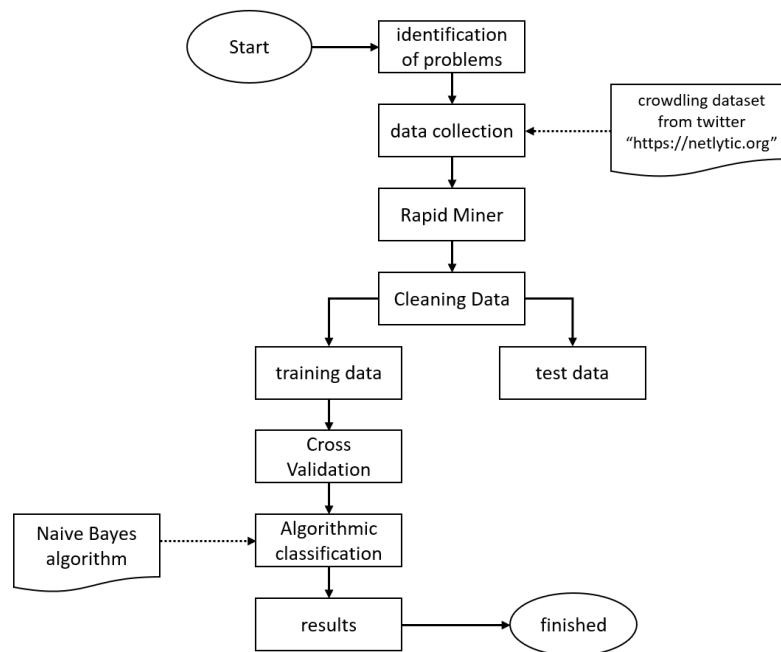 Start
identification
of problems
data collection
crowdling dataset
from twitter
“https://netlytic.org”
Rapid Miner
Cleaning Data
training data
test data
Cross
Validation
Naive Bayes
algorithm
Algorithmic
classification
results
finished